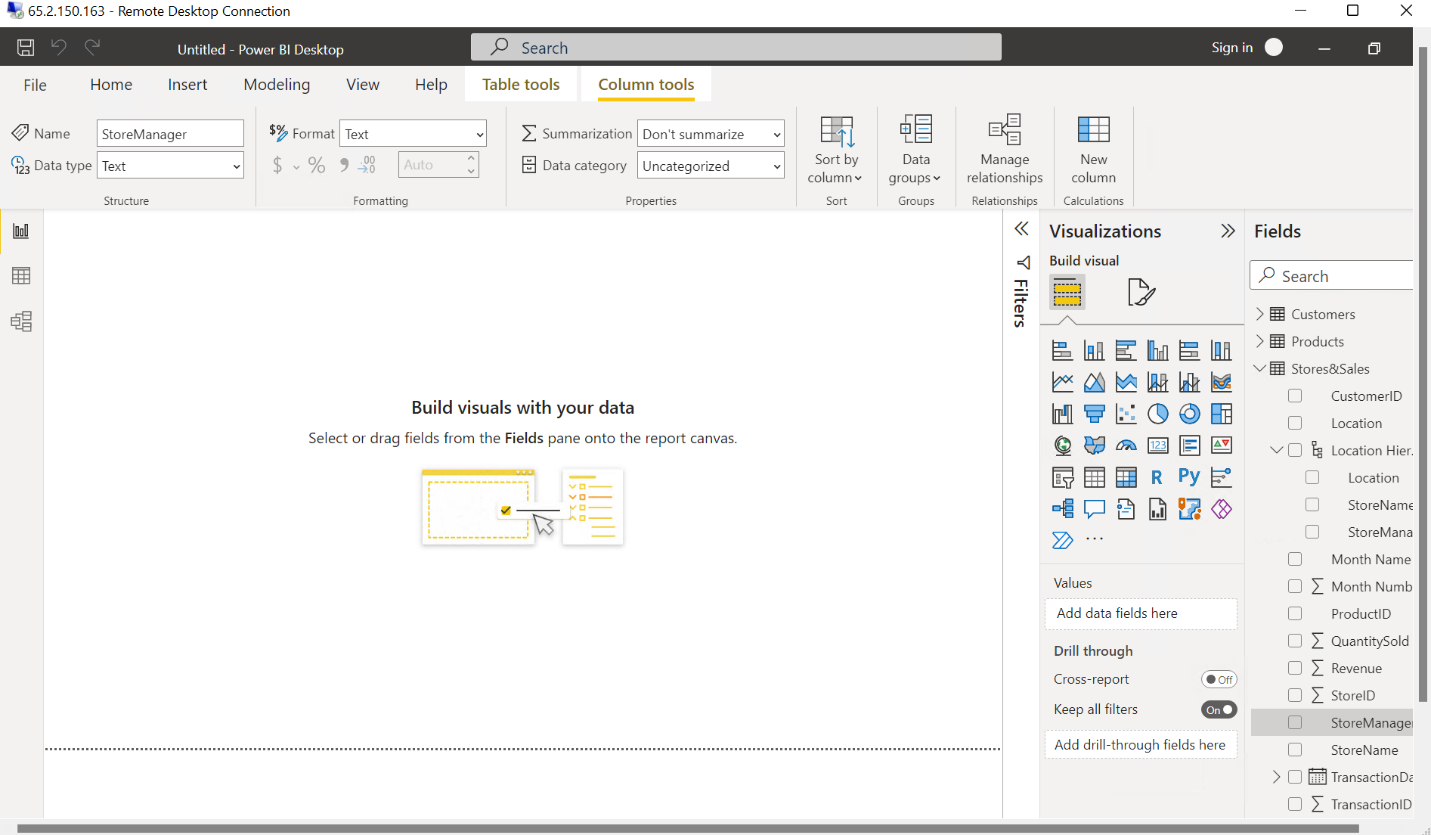 65.2.150.163 - Remote Desktop Connection
Untitled - Power BI Desktop
Search
Sign in
File Home Insert Modeling View Help Table tools Column tools
Name StoreManager
Data type Text
Structure
$% Format Text
$ % 9 .00 Auto
Formatting
Summarization Don't summarize
Data category Uncategorized
Properties
Sort by
column
Sort
Data
groups
Groups
Manage
relationships
Relationships
New
column
Calculations
Build visuals with your data
Select or drag fields from the Fields pane onto the report canvas.
Filters
Visualizations
Build visual
123
R
Py
...
Values
Add data fields here
Drill through
Cross-report Off
Keep all filters On
Add drill-through fields here
Fields
Search
Customers
Products
Stores&Sales
CustomerID
Location
Location Hier.
Location
StoreName
StoreMana
Month Name
Month Numb
ProductID
QuantitySold
Revenue
StoreID
StoreManage
StoreName
TransactionDa
TransactionID